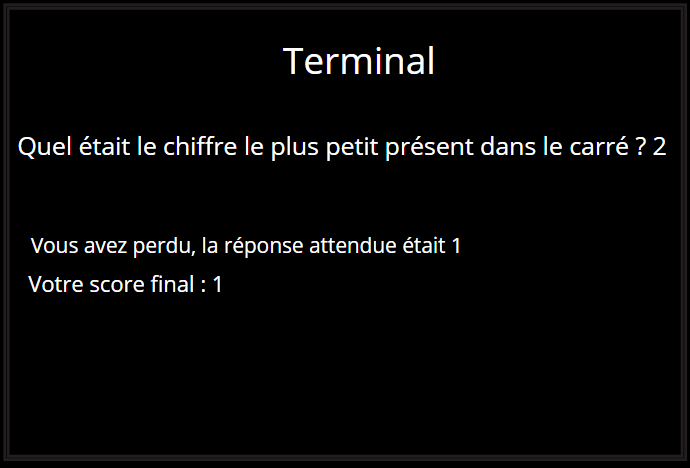 Terminal
Quel était le chiffre le plus petit présent dans le carré ? 2
Vous avez perdu, la réponse attendue était 1
Votre score final : 1